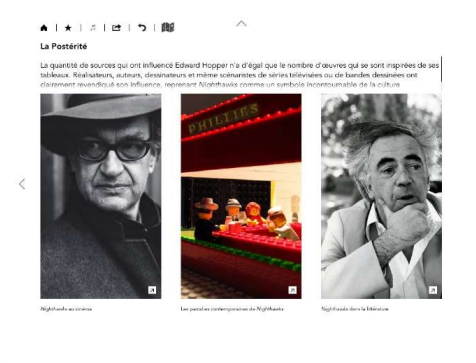 La Postérité
La quantité de sources qui ont influencé Edward Hopper n'a d'égal que le nombre d'œuvres qui se sont inspirées de ses
tableaux. Réalisateurs, auteurs, dessinateurs et même scénaristes de séries télévisées ou de bandes dessinées ont
clairement revendiqué son influence, reprenant Nighthawks comme un symbole incontournable de la culture
PHILLIES
Nighthawks au cinéma
Les parodies contemporaines de Nighthawks
Nighthawks dans la littérature